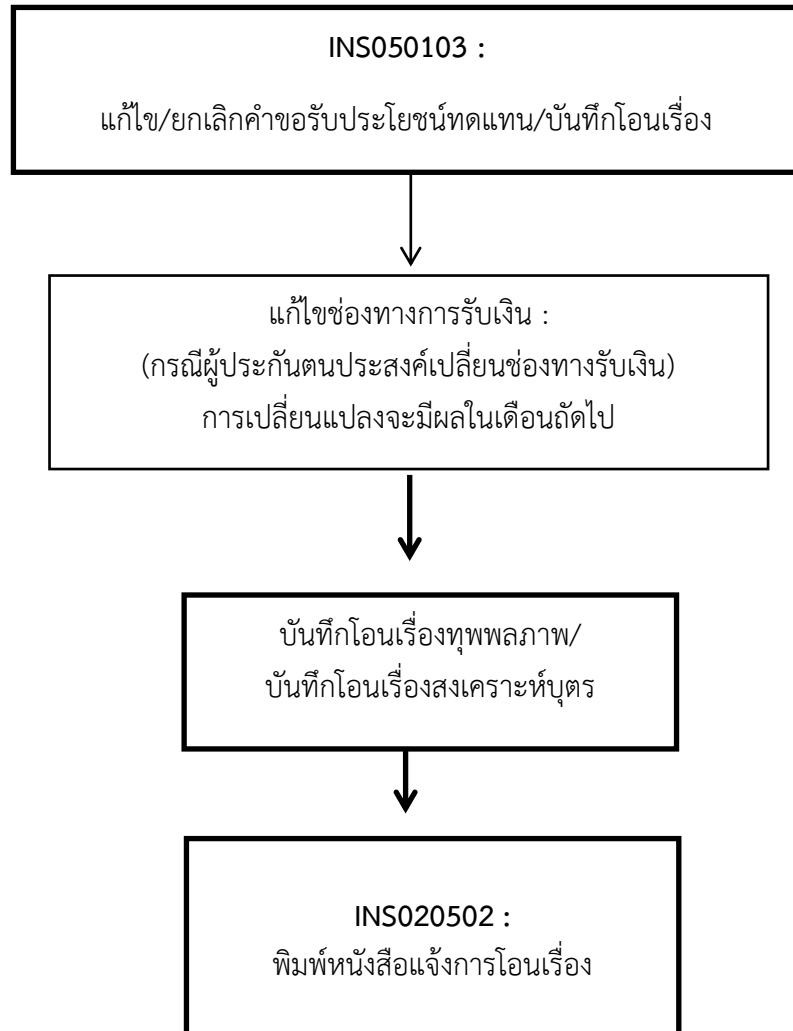 INS050103 :
แก้ไข/ยกเลิกคำขอรับประโยชน์ทดแทน/บันทึกโอนเรื่อง
แก้ไขช่องทางการรับเงิน :
(กรณีผู้ประกันตนประสงค์เปลี่ยนช่องทางรับเงิน)
การเปลี่ยนแปลงจะมีผลในเดือนถัดไป
บันทึกโอนเรื่องทุพพลภาพ/
บันทึกโอนเรื่องสงเคราะห์บุตร
INS020502 :
พิมพ์หนังสือแจ้งการโอนเรื่อง